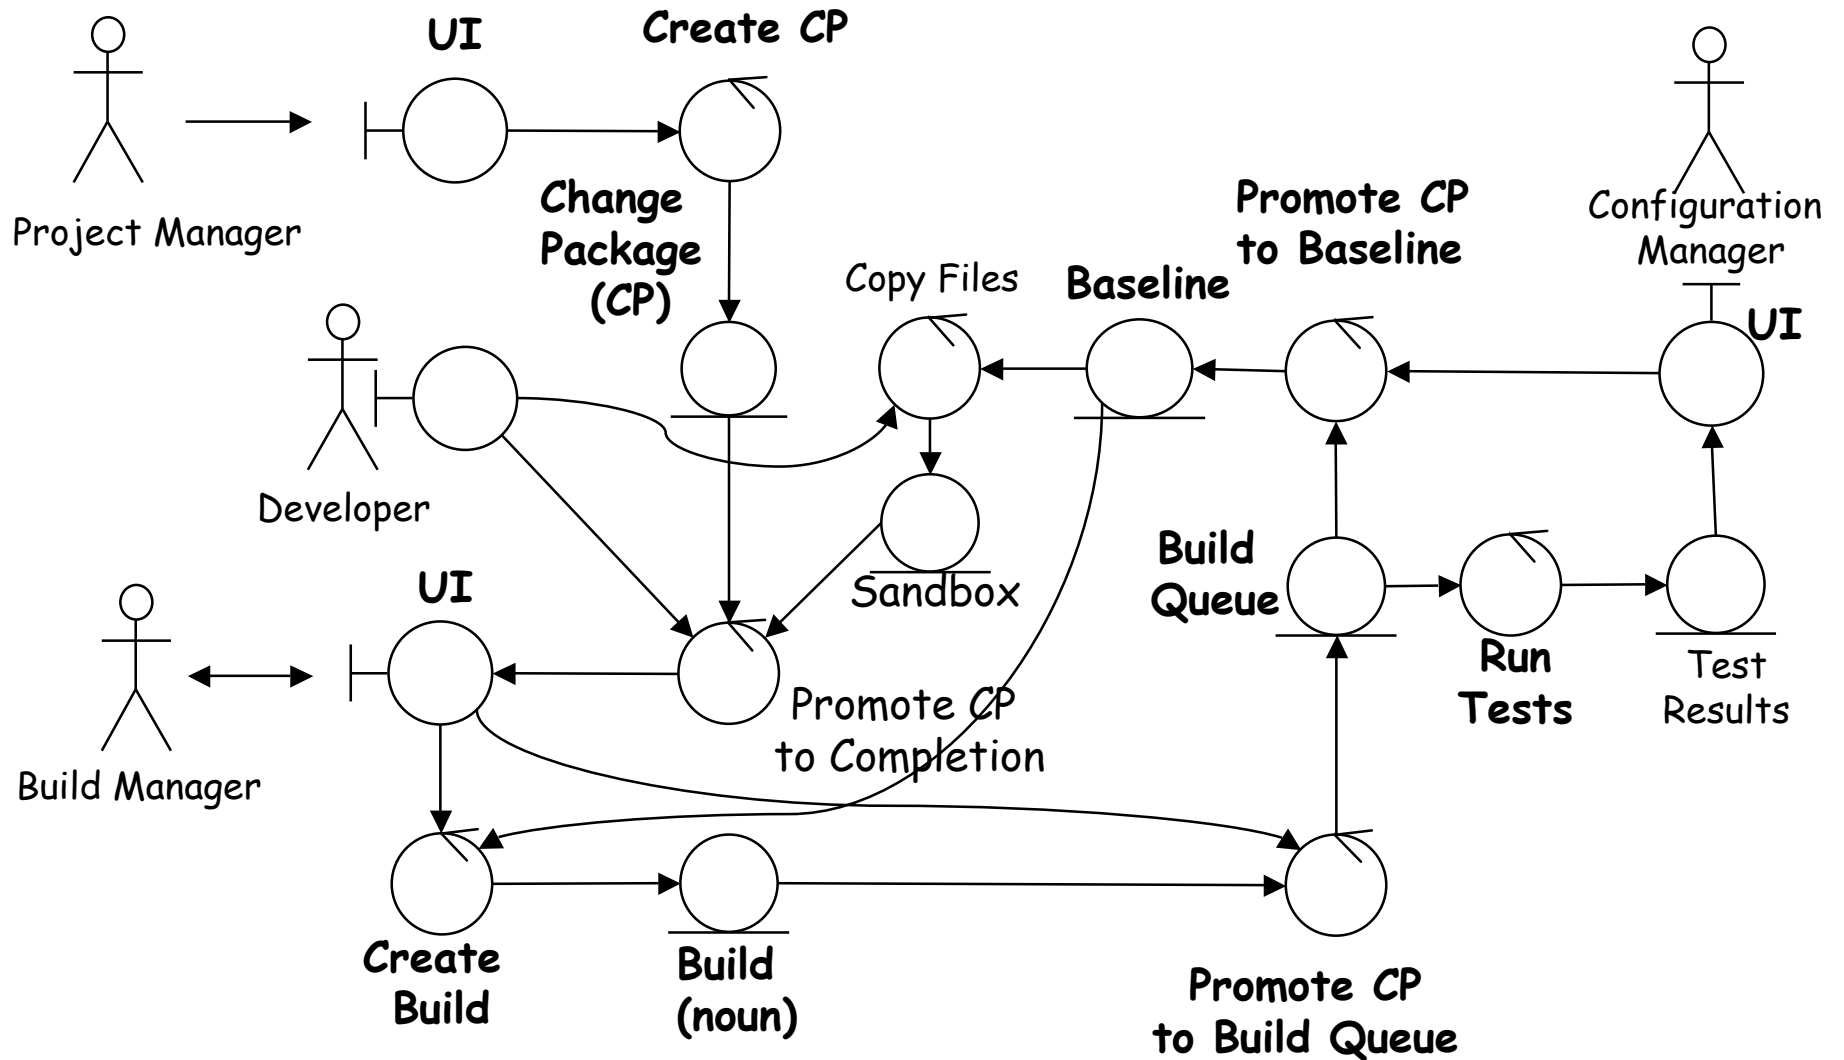 UI
Create CP
Project Manager
Change
Package
(CP)
Copy Files
Baseline
Promote CP
to Baseline
Configuration
Manager
UI
Developer
Sandbox
Build
Queue
Run
Tests
Test
Results
UI
Build Manager
Promote CP
to Completion
Create
Build
Build
(noun)
Promote CP
to Build Queue